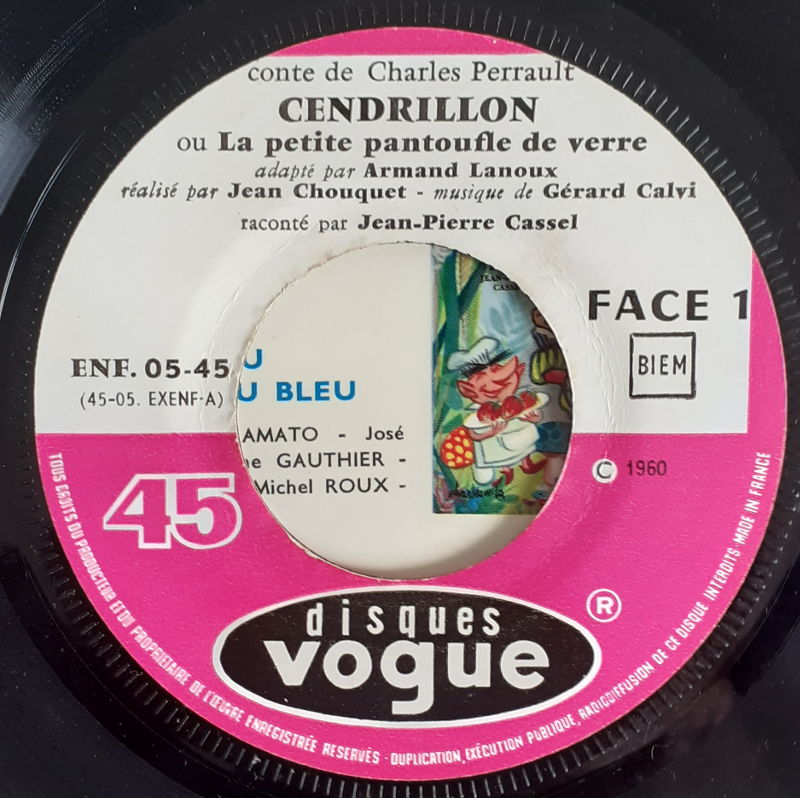 conte de Charles Perrault
CENDRILLON
ou La petite pantoufle de verre
adapté par Armand Lanoux
réalisé par Jean Chouquet - musique de Gérard Calvi
raconté par Jean-Pierre Cassel
FACE 1
BIEM
ENF. 05-45
(45-05. EXENF-A)
U
U BLEU
AMATO - José
e GAUTHIER -
Michel ROUX -
CASS
© 1960
45
disques
vogue
®
TOUS DROITS DU PRODUCTEUR ET DU PROPRIETAIRE DE L'ŒUVRE ENREGISTRÉE RESERVÉS - DUPLICATION, EXÉCUTION PUBLIQUE, RADIODIFFUSION DE CE DISQUE INTERDITS MADE IN FRANCE